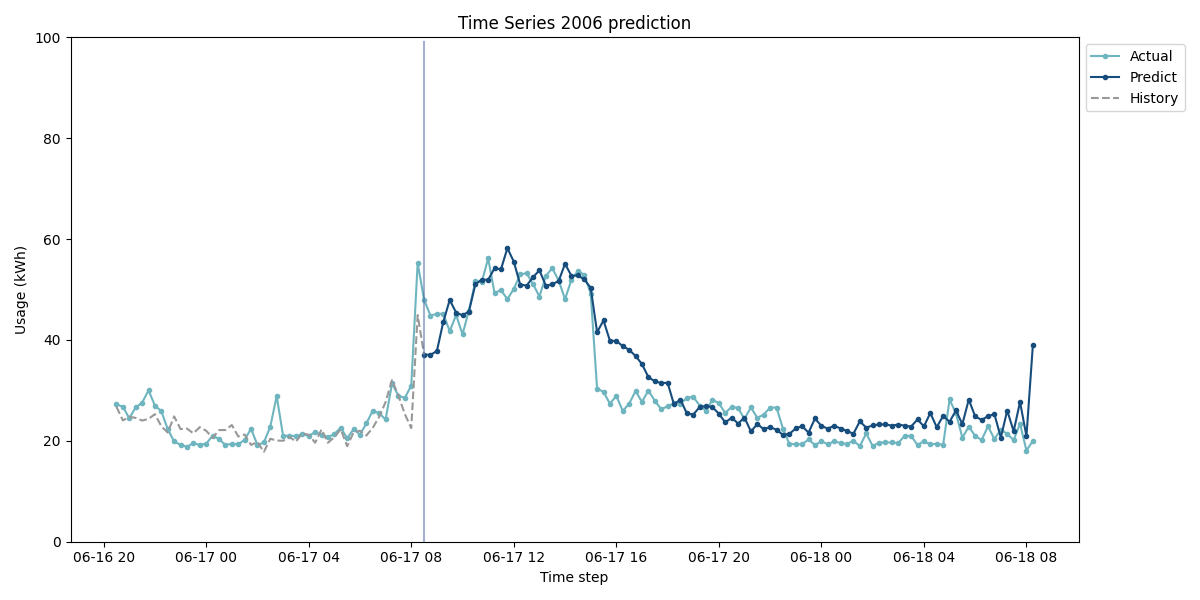 Time Series 2006 prediction
100
80
60
40
20
0
Usage (kWh)
06-16 20
06-17 00
06-17 04
06-17 08
06-17 12
06-17 16
06-17 20
06-18 00
06-18 04
06-18 08
Time step
Actual
Predict
History